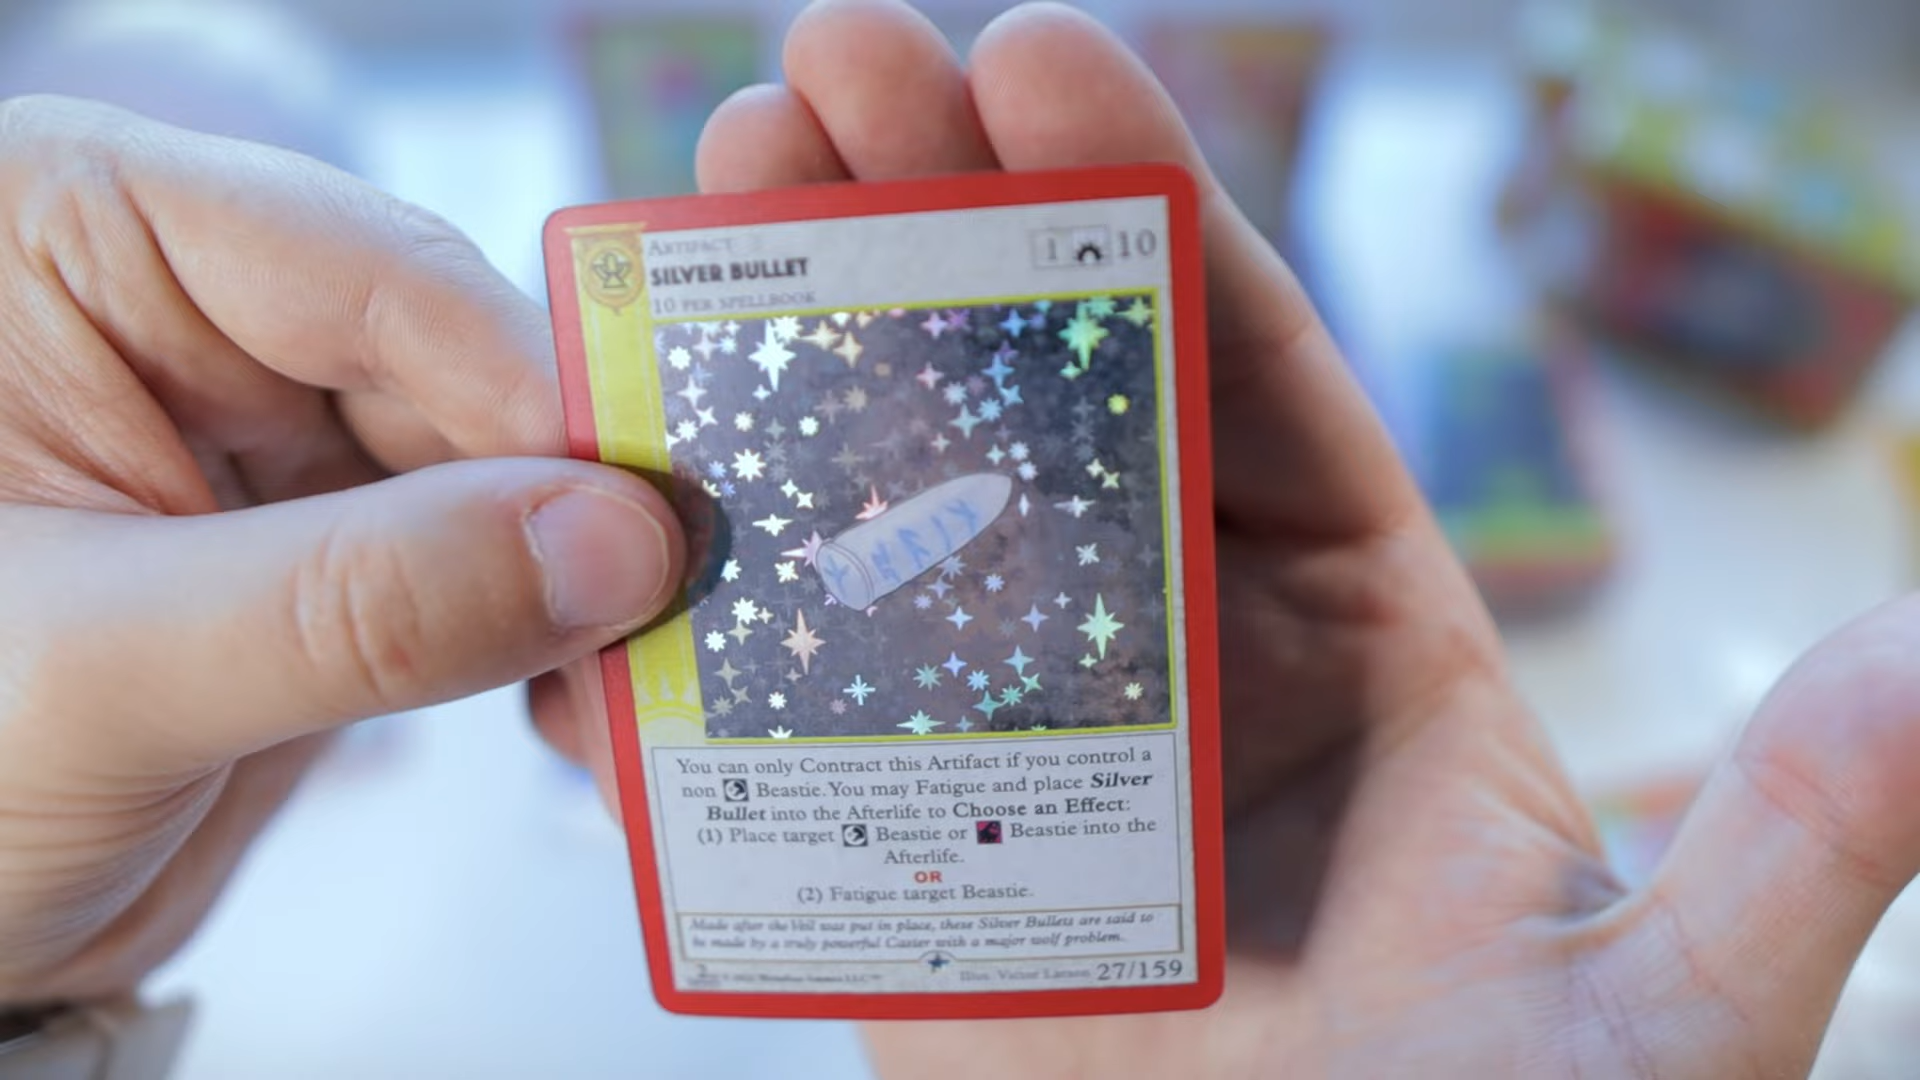 ARTIFACT
SILVER BULLET
1 10
10 PER SPELLBOOK
You can only Contract this Artifact if you control a
non Beastie. You may Fatigue and place Silver
Bullet into the Afterlife to Choose an Effect:
(1) Place target Beastie or Beastie into the
Afterlife.
OR
(2) Fatigue target Beastie.
Made after the Veil was put in place, these Silver Bullets are said to
be made by a truly powerful Caster with a major wolf problem.
Illus. Victor Larson 27/159